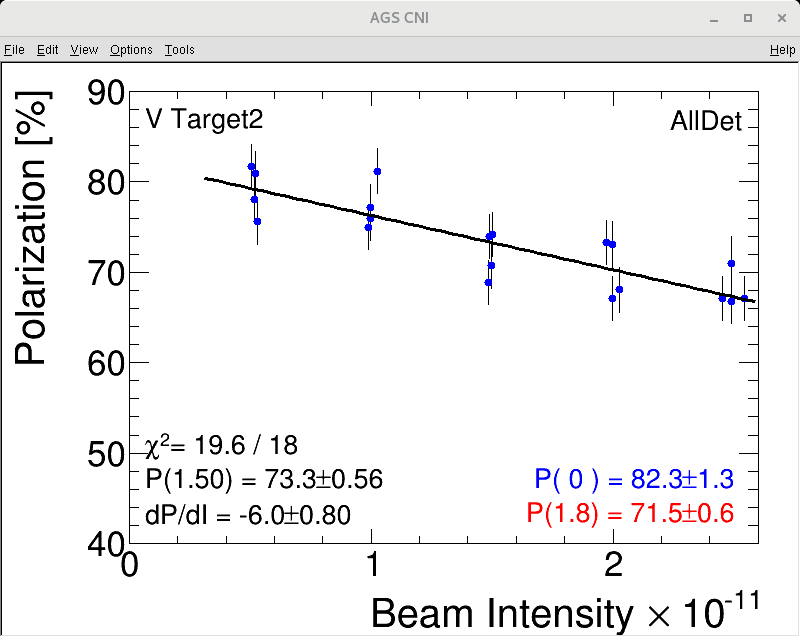 AGS CNI
File Edit View Options Tools Help
Polarization [%]
V Target2 AllDet
90
80
70
60
50
40
χ²= 19.6 / 18
P(1.50) = 73.3±0.56 P( 0 ) = 82.3±1.3
dP/dI = -6.0±0.80 P(1.8) = 71.5±0.6
0 1 2
Beam Intensity × 10⁻¹¹